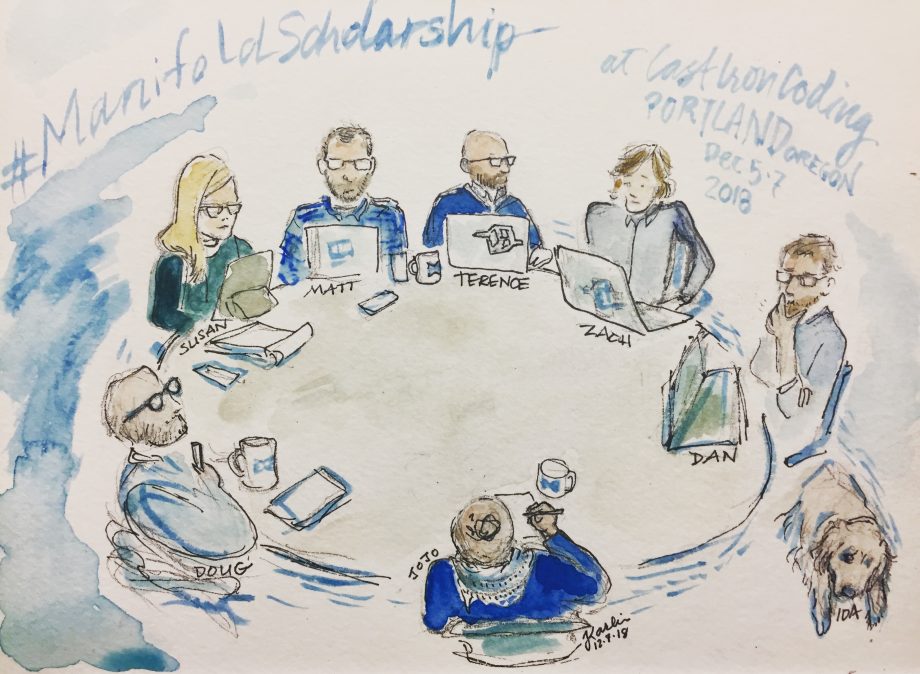 #ManifoldScholarship
at CastIronCoding
PORTLAND OREGON
Dec 5-7
2018
SUSAN
MATT
TERENCE
ZACH
DAN
DOUG
JOJO
IDA
12.7.18